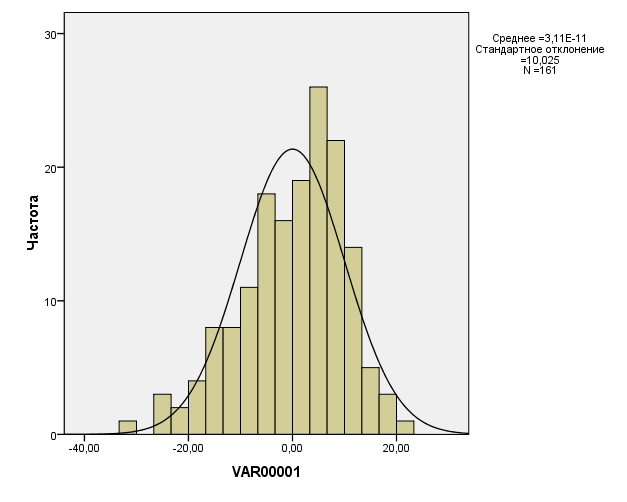 Среднее =3,11E-11
Стандартное отклонение
=10,025
N =161
30
20
10
0
Частота
-40,00
-20,00
0,00
20,00
VAR00001